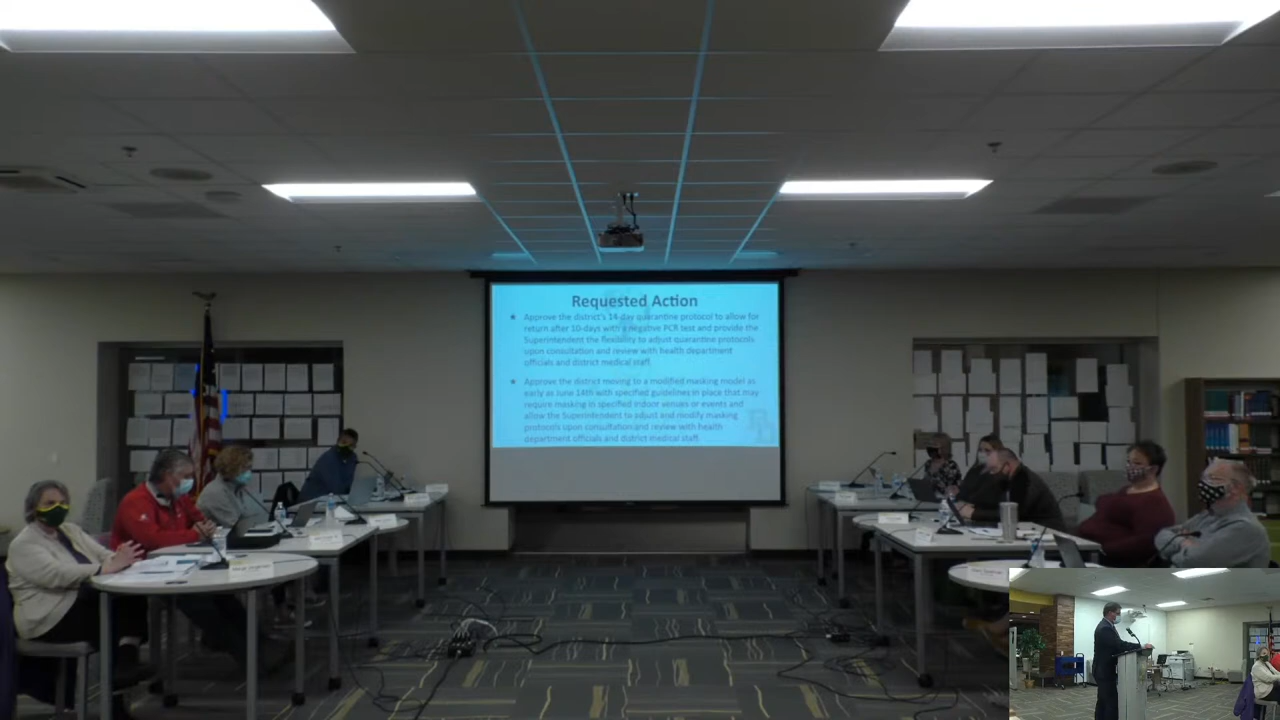 Requested Action
★ Approve the district's 14-day quarantine protocol to allow for
return after 10-days with a negative PCR test and provide the
Superintendent the flexibility to adjust quarantine protocols
upon consultation and review with health department
officials and district medical staff.
★ Approve the district moving to a modified masking model as
early as June 14th with specified guidelines in place that may
require masking in specified indoor venues or events and
allow the Superintendent to adjust and modify masking
protocols upon consultation and review with health
department officials and district medical staff.